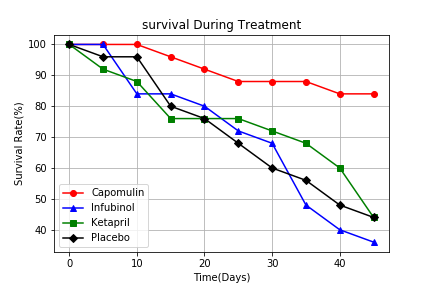 survival During Treatment
100
90
80
70
60
50
40
Survival Rate(%)
Capomulin
Infubinol
Ketapril
Placebo
0 10 20 30 40
Time(Days)